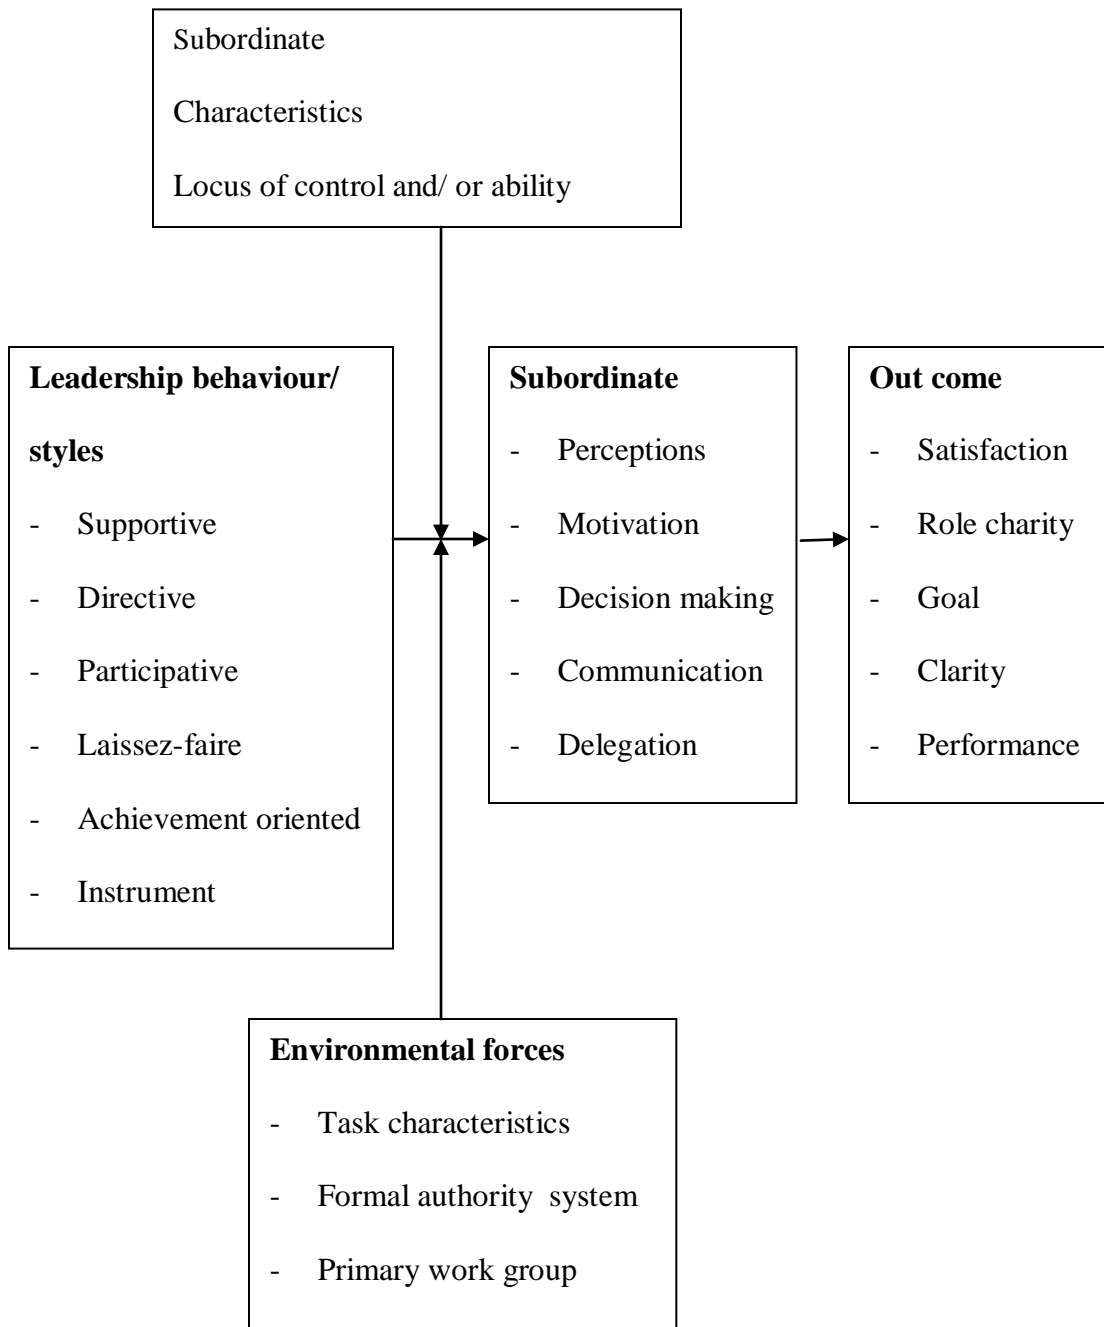 Subordinate
Characteristics
Locus of control and/ or ability
Leadership behaviour/
styles
- Supportive
- Directive
- Participative
- Laissez-faire
- Achievement oriented
- Instrument
Subordinate
- Perceptions
- Motivation
- Decision making
- Communication
- Delegation
Out come
- Satisfaction
- Role charity
- Goal
- Clarity
- Performance
Environmental forces
- Task characteristics
- Formal authority system
- Primary work group